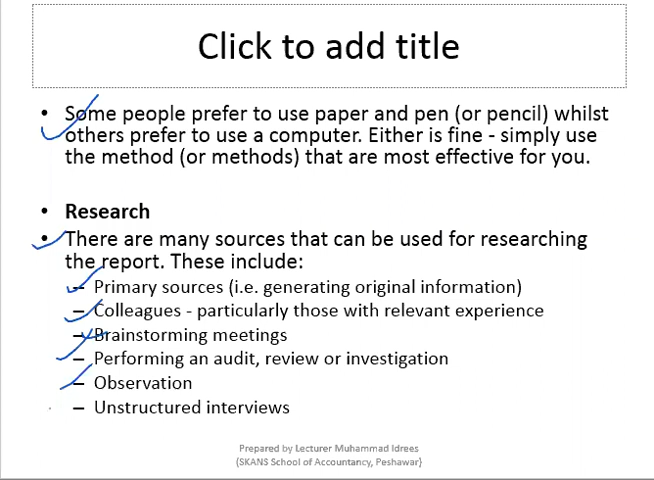 Click to add title
• Some people prefer to use paper and pen (or pencil) whilst
others prefer to use a computer. Either is fine - simply use
the method (or methods) that are most effective for you.
• Research
• There are many sources that can be used for researching
the report. These include:
– Primary sources (i.e. generating original information)
– Colleagues - particularly those with relevant experience
– Brainstorming meetings
– Performing an audit, review or investigation
– Observation
– Unstructured interviews
Prepared by Lecturer Muhammad Idrees
(SKANS School of Accountancy, Peshawar}